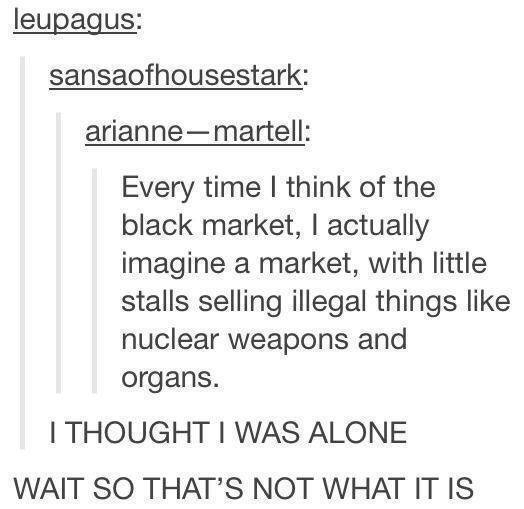 leupagus:
sansaofhousestark:
arianne—martell:
Every time I think of the
black market, I actually
imagine a market, with little
stalls selling illegal things like
nuclear weapons and
organs.
I THOUGHT I WAS ALONE
WAIT SO THAT’S NOT WHAT IT IS